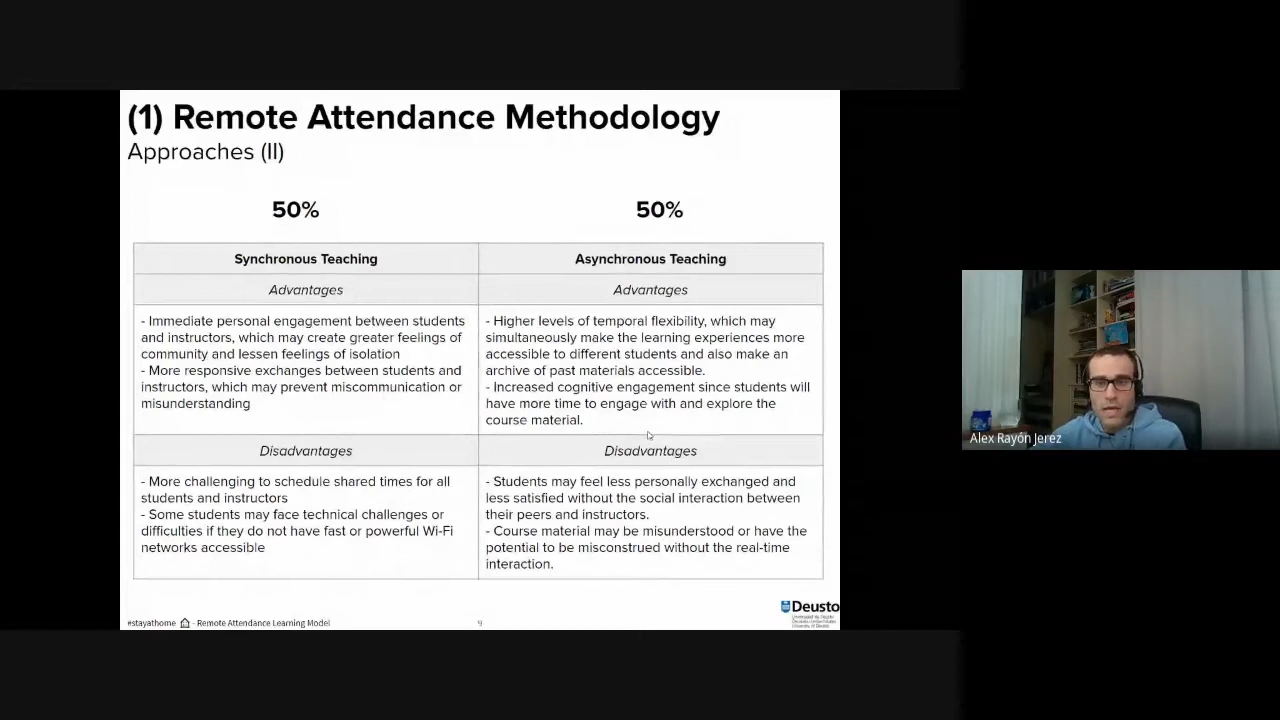 (1) Remote Attendance Methodology
Approaches (II)
50%
50%
Synchronous Teaching
Asynchronous Teaching
Advantages
Advantages
- Immediate personal engagement between students
and instructors, which may create greater feelings of
community and lessen feelings of isolation
- More responsive exchanges between students and
instructors, which may prevent miscommunication or
misunderstanding
- Higher levels of temporal flexibility, which may
simultaneously make the learning experiences more
accessible to different students and also make an
archive of past materials accessible.
- Increased cognitive engagement since students will
have more time to engage with and explore the
course material.
Disadvantages
Disadvantages
- More challenging to schedule shared times for all
students and instructors
- Some students may face technical challenges or
difficulties if they do not have fast or powerful Wi-Fi
networks accessible
- Students may feel less personally exchanged and
less satisfied without the social interaction between
their peers and instructors.
- Course material may be misunderstood or have the
potential to be misconstrued without the real-time
interaction.
#stayathome - Remote Attendance Learning Model
9
Deusto
Alex Rayón Jerez